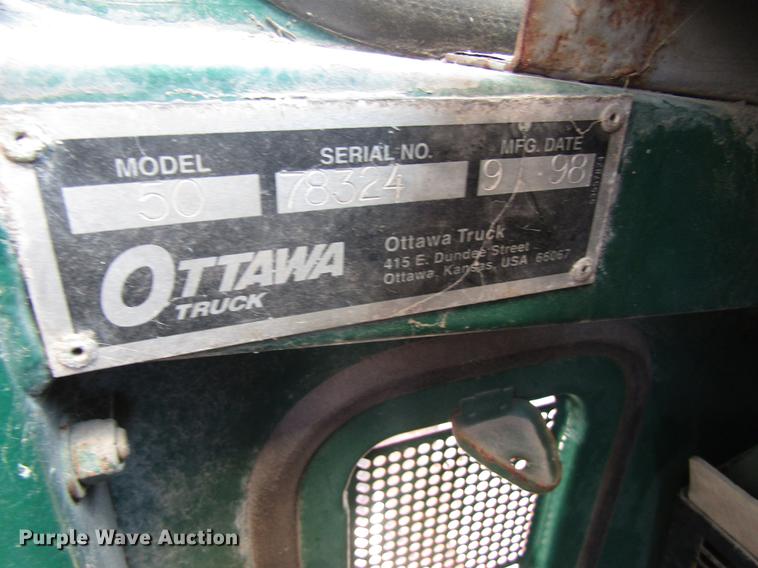 MODEL SERIAL NO. MFG. DATE
50 78324 9 98
OTTAWA
TRUCK
Ottawa Truck
415 E. Dundee Street
Ottawa, Kansas, USA 66067
Purple Wave Auction